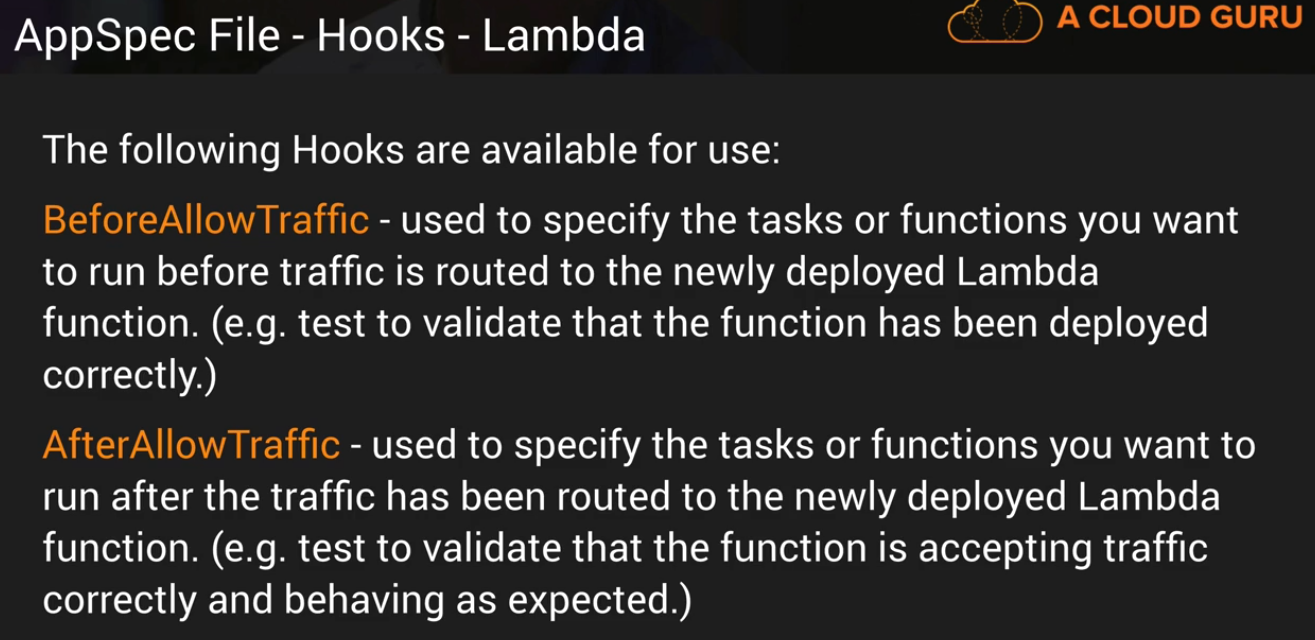 AppSpec File - Hooks - Lambda
A CLOUD GURU
The following Hooks are available for use:
BeforeAllowTraffic - used to specify the tasks or functions you want
to run before traffic is routed to the newly deployed Lambda
function. (e.g. test to validate that the function has been deployed
correctly.)
AfterAllowTraffic - used to specify the tasks or functions you want to
run after the traffic has been routed to the newly deployed Lambda
function. (e.g. test to validate that the function is accepting traffic
correctly and behaving as expected.)